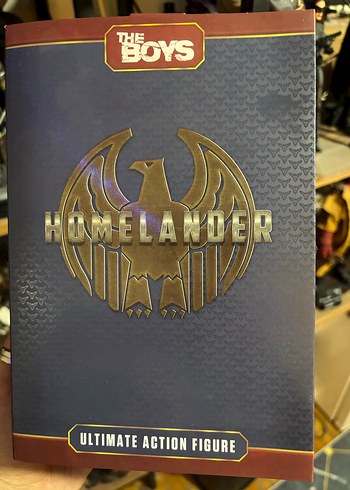 THE
BOYS
HOMELANDER
ULTIMATE ACTION FIGURE